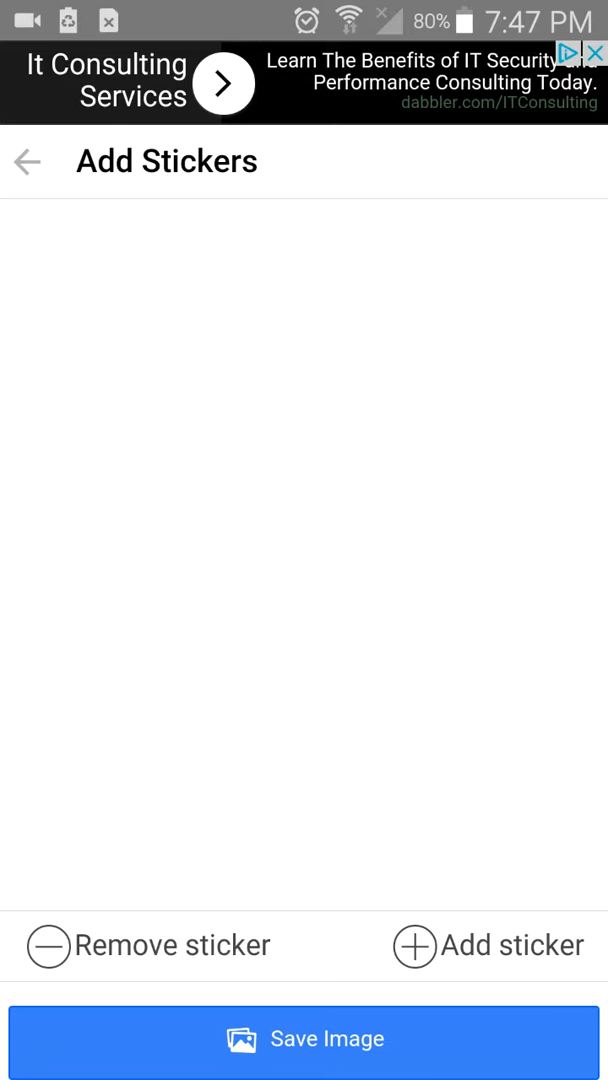 80% 7:47 PM
It Consulting
Services
Learn The Benefits of IT Security and
Performance Consulting Today.
dabbler.com/ITConsulting
Add Stickers
Remove sticker
Add sticker
Save Image